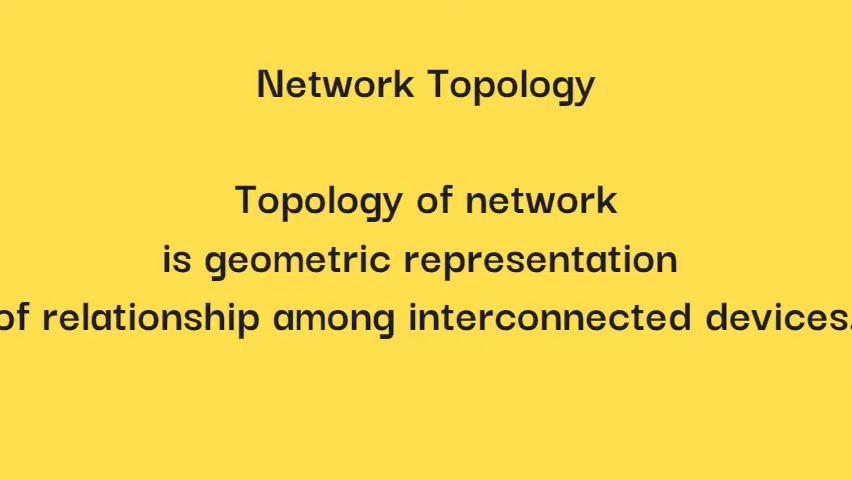 Network Topology
Topology of network
is geometric representation
of relationship among interconnected devices.